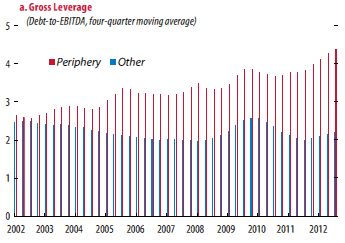 a. Gross Leverage
(Debt-to-EBITDA, four-quarter moving average)
5
4
Periphery Other
3
2
1
0
2002 2003 2004 2005 2006 2007 2008 2009 2010 2011 2012